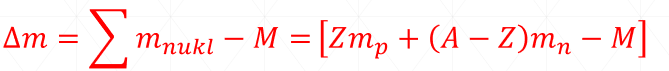 Δm = ∑ m_nukl − M = [Zm_p + (A − Z)m_n − M]